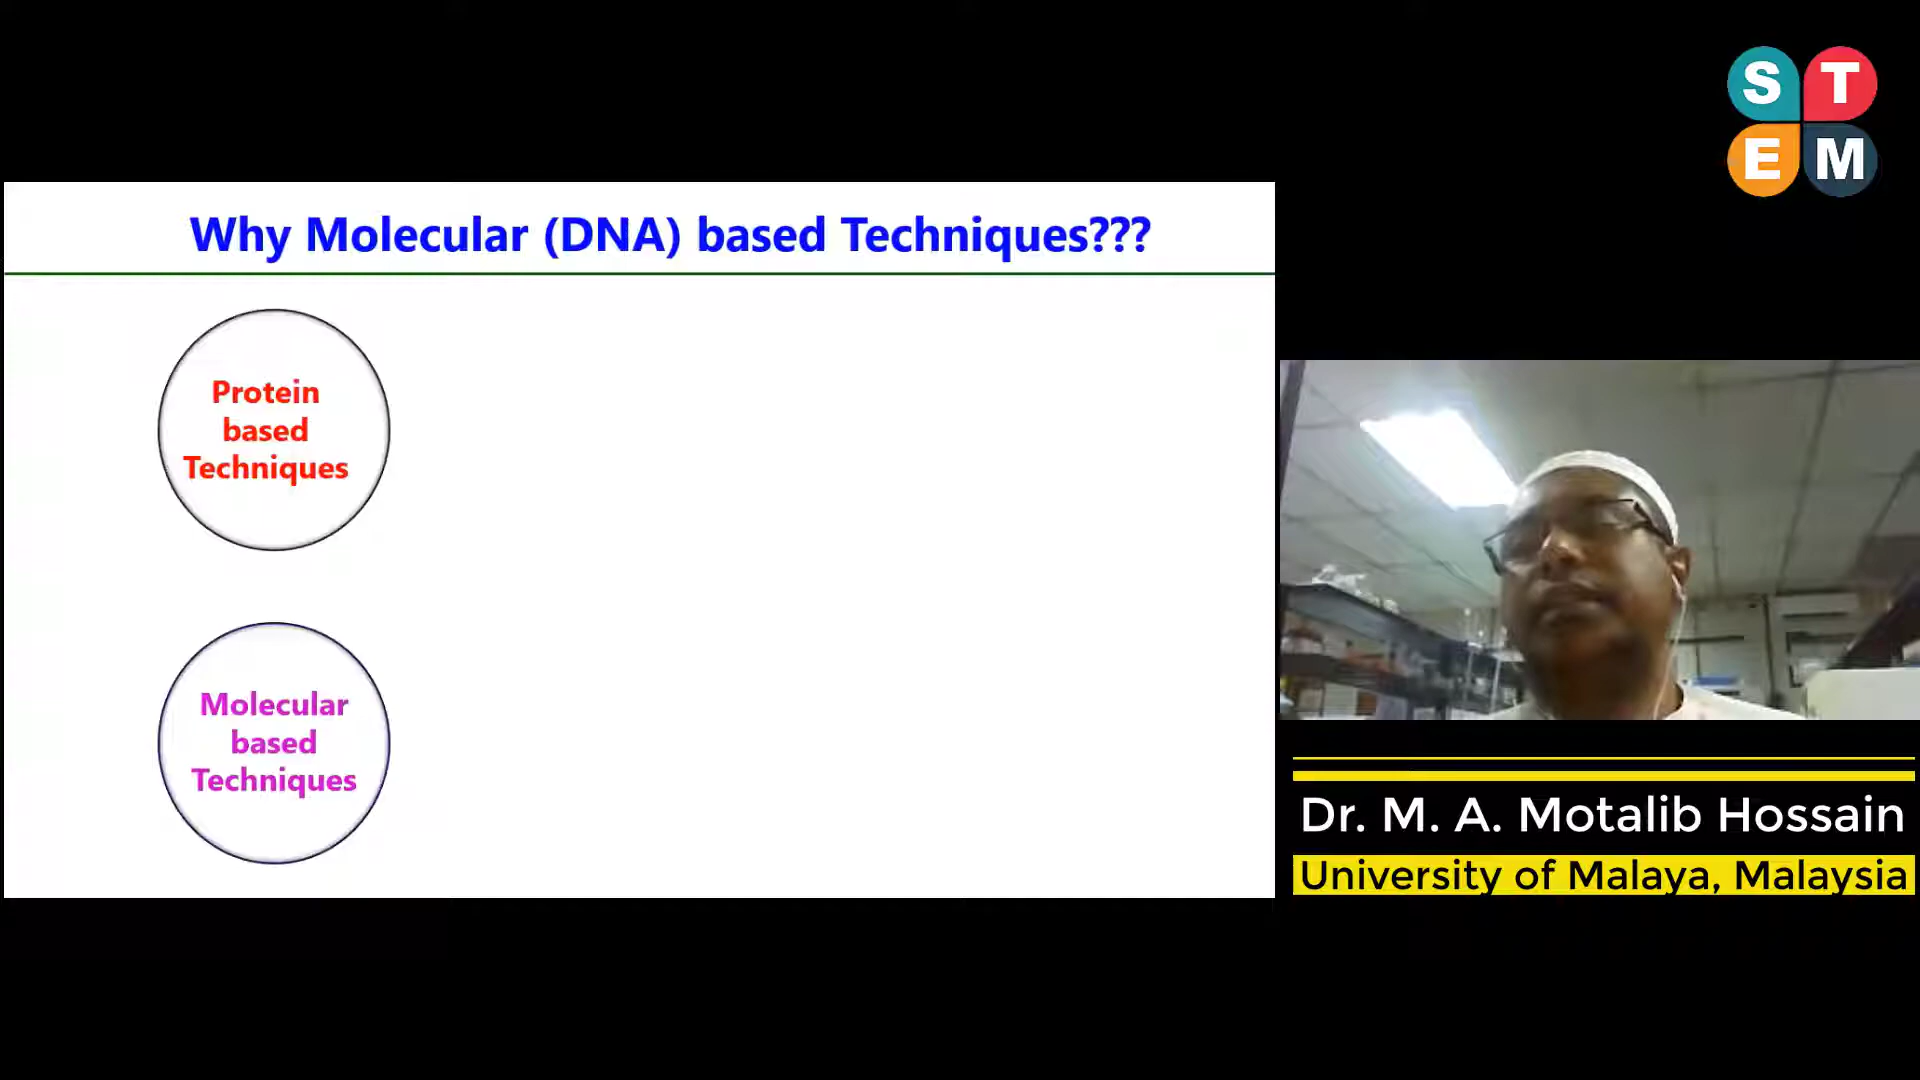 S T
E M
Why Molecular (DNA) based Techniques???
Protein
based
Techniques
Molecular
based
Techniques
Dr. M. A. Motalib Hossain
University of Malaya, Malaysia